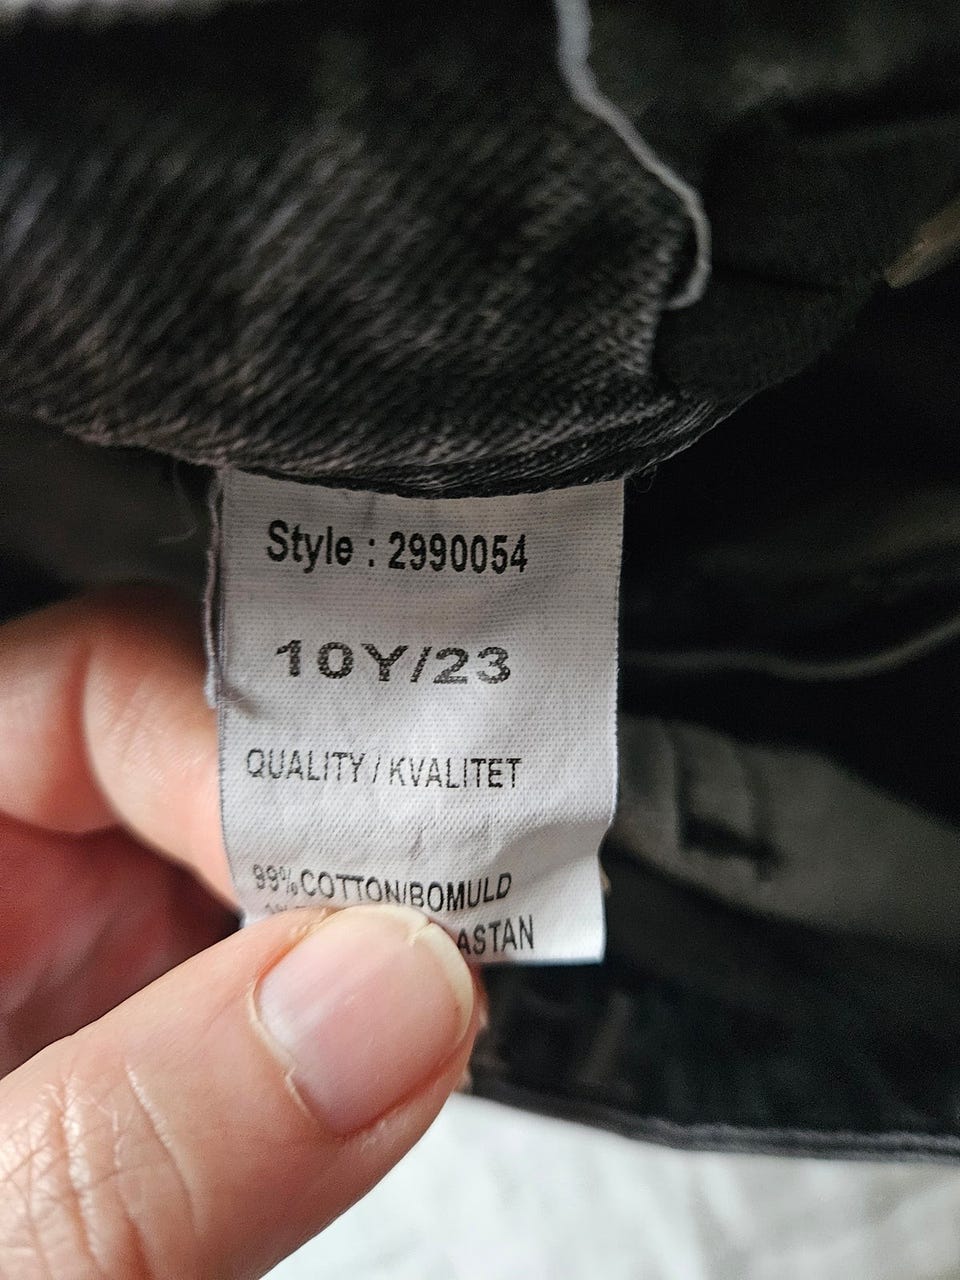 Style : 2990054
10Y/23
QUALITY / KVALITET
99% COTTON/BOMULD